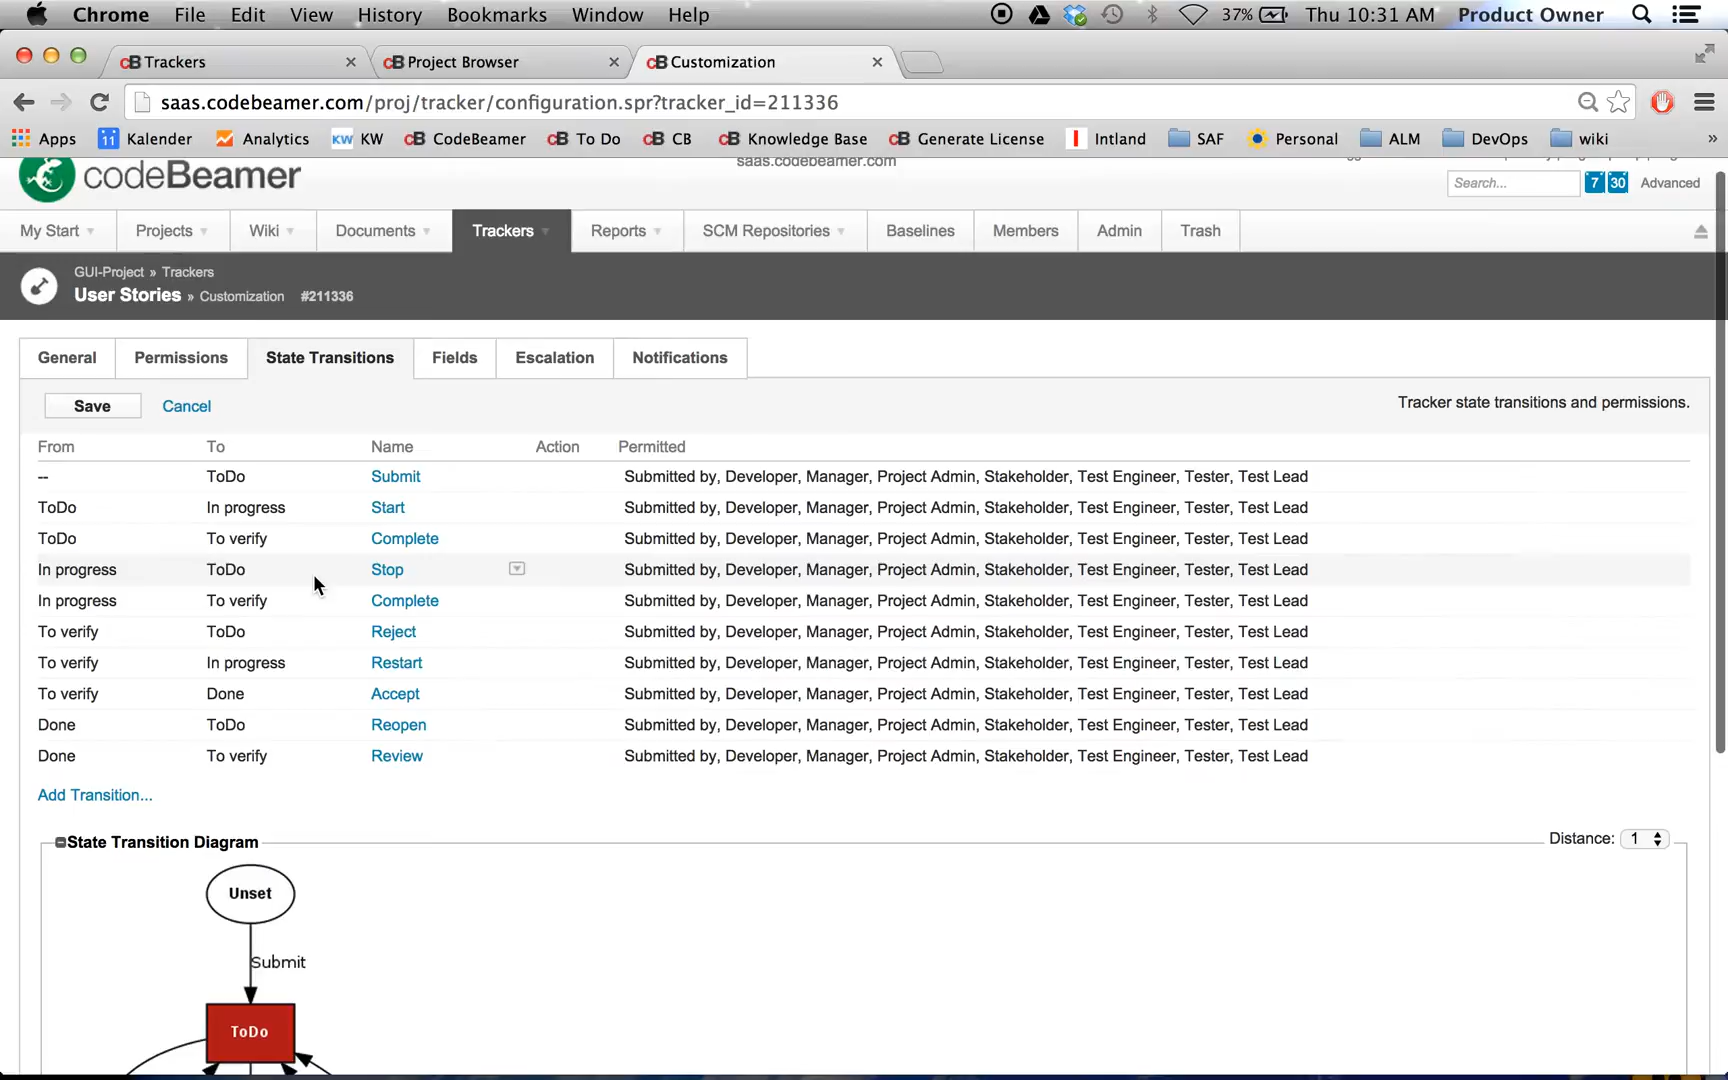 Chrome File Edit View History Bookmarks Window Help 37% Thu 10:31 AM Product Owner
cB Trackers × cB Project Browser × cB Customization ×
saas.codebeamer.com/proj/tracker/configuration.spr?tracker_id=211336
Apps 11 Kalender Analytics KW KW cB CodeBeamer cB To Do cB CB cB Knowledge Base cB Generate License Intland SAF Personal ALM DevOps wiki »
saas.codebeamer.com
codeBeamer
Search... 7 30 Advanced
My Start Projects Wiki Documents Trackers Reports SCM Repositories Baselines Members Admin Trash
GUI-Project » Trackers
User Stories » Customization #211336
General Permissions State Transitions Fields Escalation Notifications
Save Cancel Tracker state transitions and permissions.
From To Name Action Permitted
-- ToDo Submit Submitted by, Developer, Manager, Project Admin, Stakeholder, Test Engineer, Tester, Test Lead
ToDo In progress Start Submitted by, Developer, Manager, Project Admin, Stakeholder, Test Engineer, Tester, Test Lead
ToDo To verify Complete Submitted by, Developer, Manager, Project Admin, Stakeholder, Test Engineer, Tester, Test Lead
In progress ToDo Stop Submitted by, Developer, Manager, Project Admin, Stakeholder, Test Engineer, Tester, Test Lead
In progress To verify Complete Submitted by, Developer, Manager, Project Admin, Stakeholder, Test Engineer, Tester, Test Lead
To verify ToDo Reject Submitted by, Developer, Manager, Project Admin, Stakeholder, Test Engineer, Tester, Test Lead
To verify In progress Restart Submitted by, Developer, Manager, Project Admin, Stakeholder, Test Engineer, Tester, Test Lead
To verify Done Accept Submitted by, Developer, Manager, Project Admin, Stakeholder, Test Engineer, Tester, Test Lead
Done ToDo Reopen Submitted by, Developer, Manager, Project Admin, Stakeholder, Test Engineer, Tester, Test Lead
Done To verify Review Submitted by, Developer, Manager, Project Admin, Stakeholder, Test Engineer, Tester, Test Lead
Add Transition...
State Transition Diagram Distance: 1
Unset
Submit
ToDo